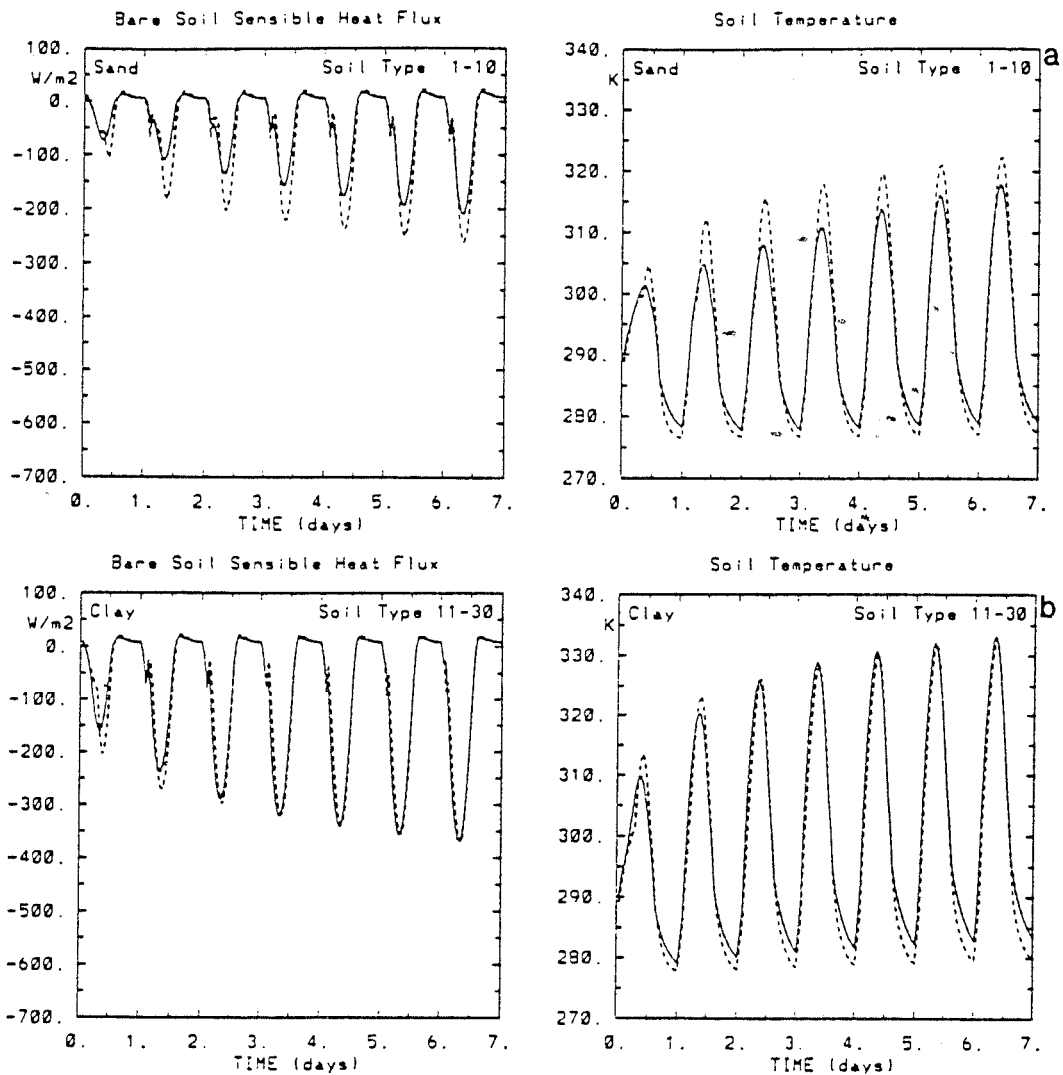 Bare Soil Sensible Heat Flux
100.
W/m2
Sand
Soil Type 1-10
0.
-100.
-200.
-300.
-400.
-500.
-600.
-700.
0. 1. 2. 3. 4. 5. 6. 7.
TIME (days)
Soil Temperature
a
340.
K
Sand
Soil Type 1-10
330.
320.
310.
300.
290.
280.
270.
0. 1. 2. 3. 4. 5. 6. 7.
TIME (days)
Bare Soil Sensible Heat Flux
100.
W/m2
Clay
Soil Type 11-30
0.
-100.
-200.
-300.
-400.
-500.
-600.
-700.
0. 1. 2. 3. 4. 5. 6. 7.
TIME (days)
Soil Temperature
b
340.
K
Clay
Soil Type 11-30
330.
320.
310.
300.
290.
280.
270.
0. 1. 2. 3. 4. 5. 6. 7.
TIME (days)